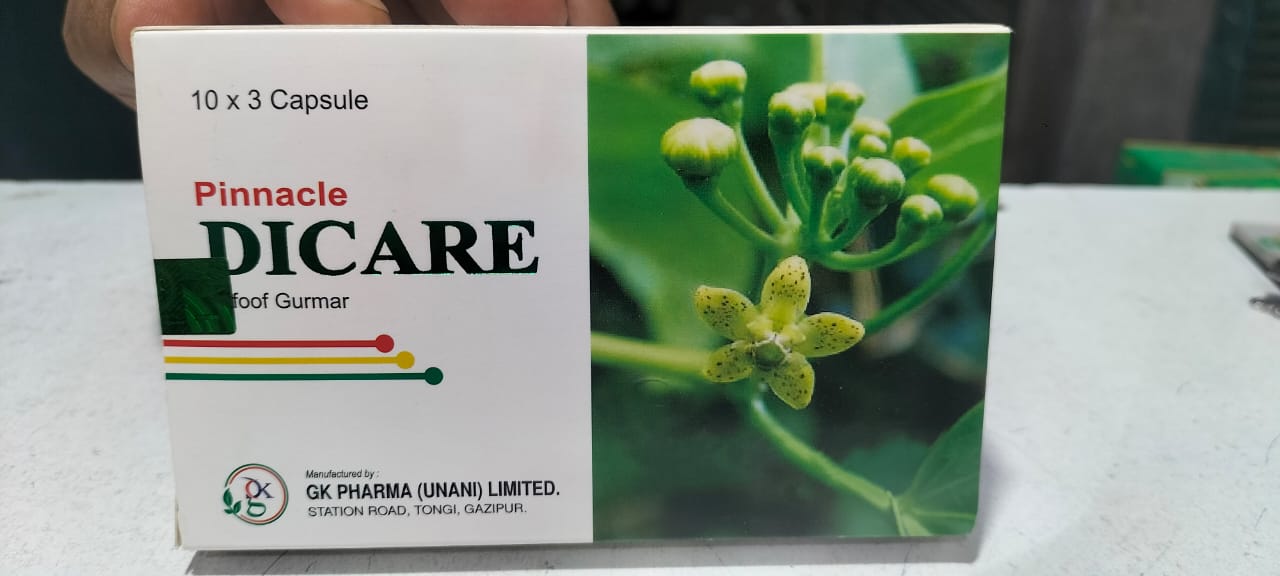 10 x 3 Capsule
Pinnacle
DICARE
Gurmar
Manufactured by :
GK PHARMA (UNANI) LIMITED.
STATION ROAD, TONGI, GAZIPUR.